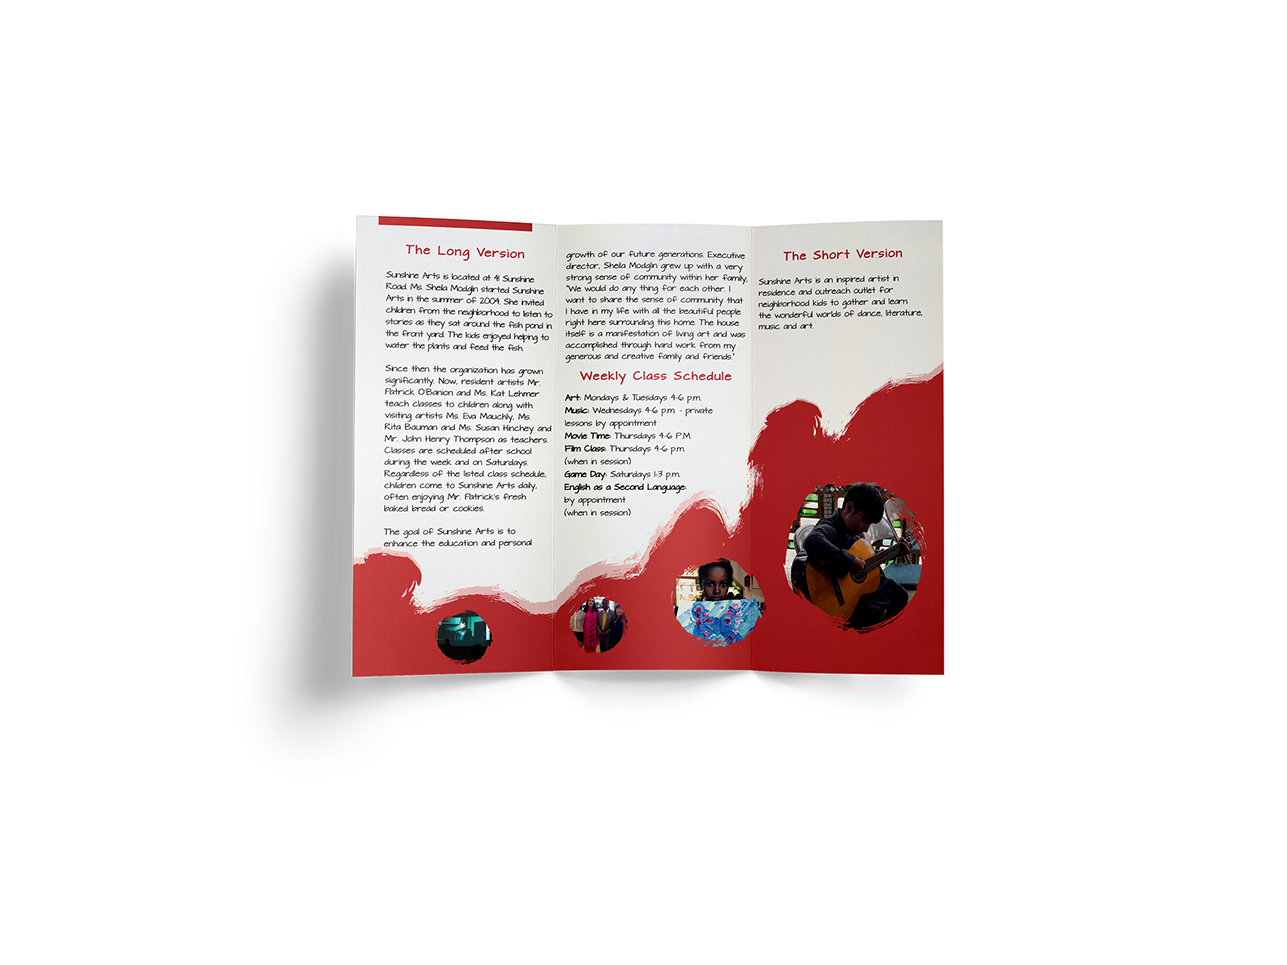 The Long Version
Sunshine Arts is located at 41 Sunshine
Road. Ms. Sheila Modglin started Sunshine
Arts in the summer of 2004. She invited
children from the neighborhood to listen to
stories as they sat around the fish pond in
the front yard. The kids enjoyed helping to
water the plants and feed the fish.
Since then the organization has grown
significantly. Now, resident artists Mr.
Patrick O'Banion and Ms. Kat Lehmer
teach classes to children along with
visiting artists Ms. Eva Mauchly, Ms.
Rita Bauman and Ms. Susan Hinchey and
Mr. John Henry Thompson as teachers.
Classes are scheduled after school
during the week and on Saturdays.
Regardless of the listed class schedule,
children come to Sunshine Arts daily,
often enjoying Mr. Patrick's fresh
baked bread or cookies.
The goal of Sunshine Arts is to
enhance the education and personal
growth of our future generations. Executive
director, Sheila Modglin grew up with a very
strong sense of community within her family,
"We would do any thing for each other. I
want to share the sense of community that
I have in my life with all the beautiful people
right here surrounding this home. The house
itself is a manifestation of living art and was
accomplished through hard work from my
generous and creative family and friends."
Weekly Class Schedule
Art: Mondays & Tuesdays 4-6 p.m.
Music: Wednesdays 4-6 p.m. - private
lessons by appointment
Movie Time: Thursdays 4-6 P.M.
Film Class: Thursdays 4-6 p.m.
(when in session)
Game Day: Saturdays 1-3 p.m.
English as a Second Language:
by appointment
(when in session)
The Short Version
Sunshine Arts is an inspired artist in
residence and outreach outlet for
neighborhood kids to gather and learn
the wonderful worlds of dance, literature,
music and art.